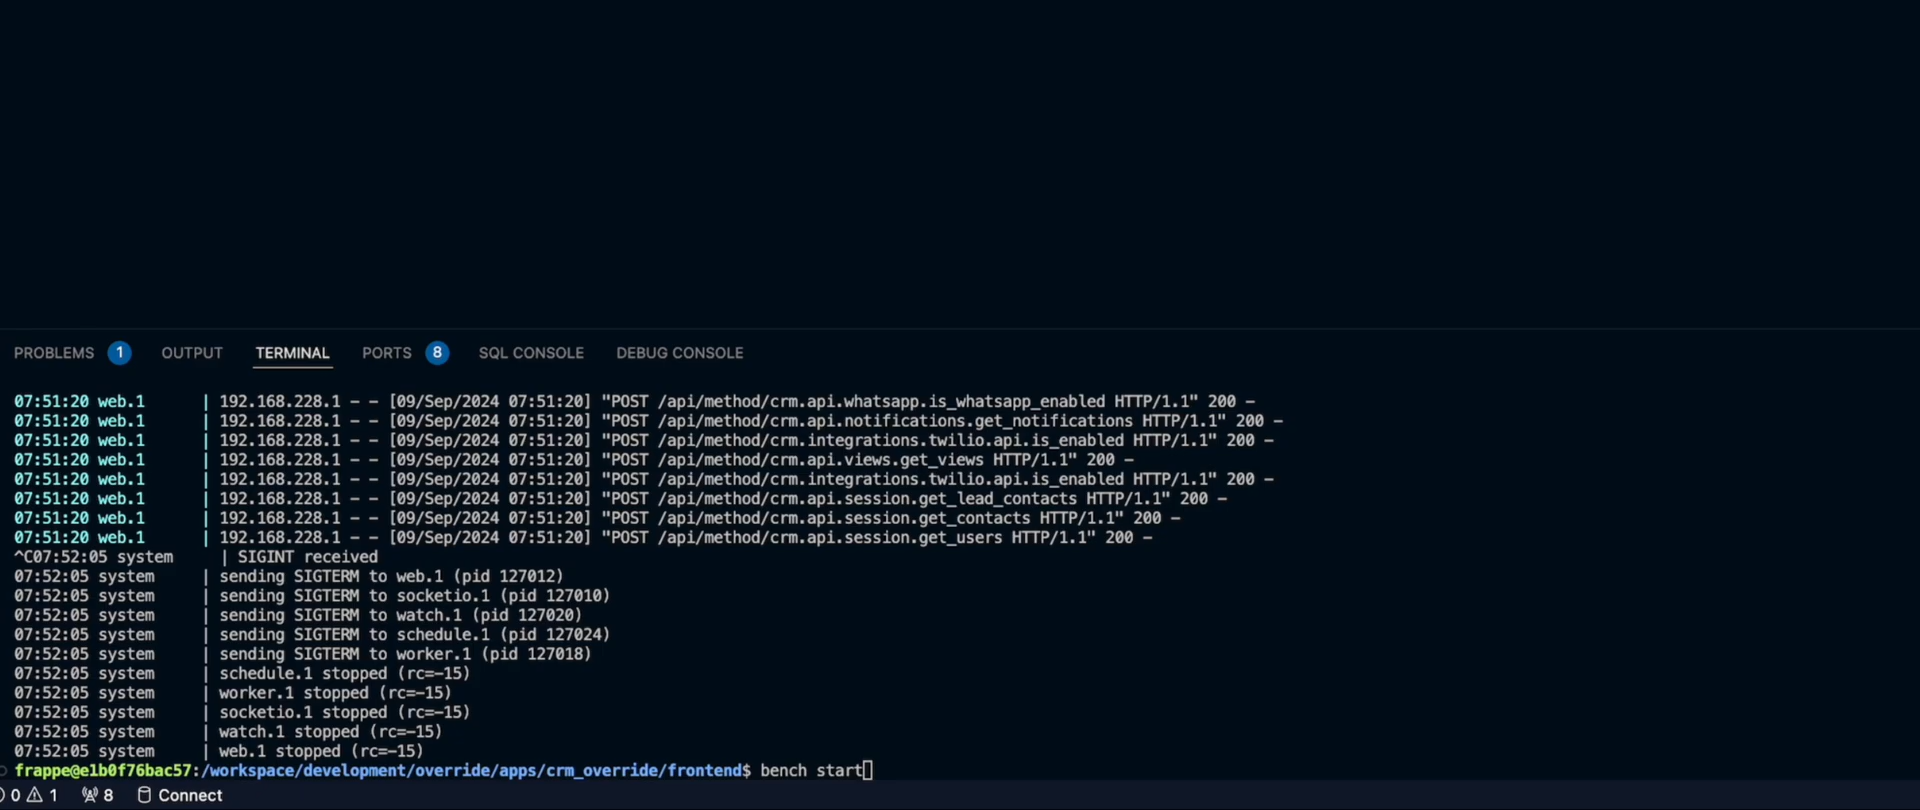 PROBLEMS 1 OUTPUT TERMINAL PORTS 8 SQL CONSOLE DEBUG CONSOLE
07:51:20 web.1 | 192.168.228.1 - - [09/Sep/2024 07:51:20] "POST /api/method/crm.api.whatsapp.is_whatsapp_enabled HTTP/1.1" 200 -
07:51:20 web.1 | 192.168.228.1 - - [09/Sep/2024 07:51:20] "POST /api/method/crm.api.notifications.get_notifications HTTP/1.1" 200 -
07:51:20 web.1 | 192.168.228.1 - - [09/Sep/2024 07:51:20] "POST /api/method/crm.integrations.twilio.api.is_enabled HTTP/1.1" 200 -
07:51:20 web.1 | 192.168.228.1 - - [09/Sep/2024 07:51:20] "POST /api/method/crm.api.views.get_views HTTP/1.1" 200 -
07:51:20 web.1 | 192.168.228.1 - - [09/Sep/2024 07:51:20] "POST /api/method/crm.integrations.twilio.api.is_enabled HTTP/1.1" 200 -
07:51:20 web.1 | 192.168.228.1 - - [09/Sep/2024 07:51:20] "POST /api/method/crm.api.session.get_lead_contacts HTTP/1.1" 200 -
07:51:20 web.1 | 192.168.228.1 - - [09/Sep/2024 07:51:20] "POST /api/method/crm.api.session.get_contacts HTTP/1.1" 200 -
07:51:20 web.1 | 192.168.228.1 - - [09/Sep/2024 07:51:20] "POST /api/method/crm.api.session.get_users HTTP/1.1" 200 -
^C07:52:05 system | SIGINT received
07:52:05 system | sending SIGTERM to web.1 (pid 127012)
07:52:05 system | sending SIGTERM to socketio.1 (pid 127010)
07:52:05 system | sending SIGTERM to watch.1 (pid 127020)
07:52:05 system | sending SIGTERM to schedule.1 (pid 127024)
07:52:05 system | sending SIGTERM to worker.1 (pid 127018)
07:52:05 system | schedule.1 stopped (rc=-15)
07:52:05 system | worker.1 stopped (rc=-15)
07:52:05 system | socketio.1 stopped (rc=-15)
07:52:05 system | watch.1 stopped (rc=-15)
07:52:05 system | web.1 stopped (rc=-15)
frappe@e1b0f76bac57:/workspace/development/override/apps/crm_override/frontend$ bench start
0 1 8 Connect